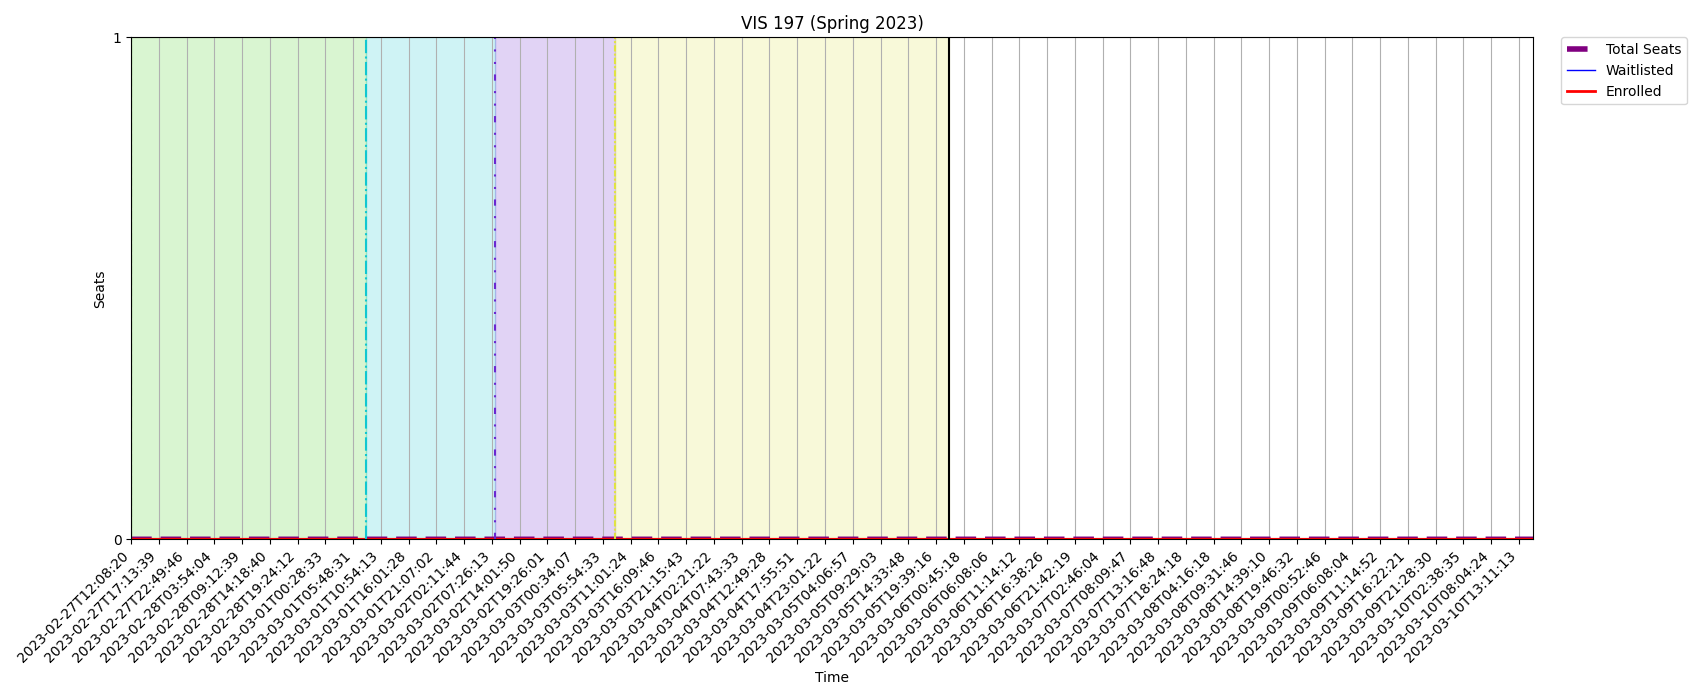 VIS 197 (Spring 2023)
Total Seats
Waitlisted
Enrolled
1
0
Seats
2023-02-27T12:08:20
2023-02-27T17:13:39
2023-02-27T22:49:46
2023-02-28T03:54:04
2023-02-28T09:12:39
2023-02-28T14:18:40
2023-02-28T19:24:12
2023-03-01T00:28:33
2023-03-01T05:48:31
2023-03-01T10:54:13
2023-03-01T16:01:28
2023-03-01T21:07:02
2023-03-02T02:11:44
2023-03-02T07:26:13
2023-03-02T14:01:50
2023-03-02T19:26:01
2023-03-03T00:34:07
2023-03-03T05:54:33
2023-03-03T11:01:24
2023-03-03T16:09:46
2023-03-03T21:15:43
2023-03-04T02:21:22
2023-03-04T07:43:33
2023-03-04T12:49:28
2023-03-04T17:55:51
2023-03-04T23:01:22
2023-03-05T04:06:57
2023-03-05T09:29:03
2023-03-05T14:33:48
2023-03-05T19:39:16
2023-03-06T00:45:18
2023-03-06T06:08:06
2023-03-06T11:14:12
2023-03-06T16:38:26
2023-03-06T21:42:19
2023-03-07T02:46:04
2023-03-07T08:09:47
2023-03-07T13:16:48
2023-03-07T18:24:18
2023-03-08T04:16:18
2023-03-08T09:31:46
2023-03-08T14:39:10
2023-03-08T19:46:32
2023-03-09T00:52:46
2023-03-09T06:08:04
2023-03-09T11:14:52
2023-03-09T16:22:21
2023-03-09T21:28:30
2023-03-10T02:38:35
2023-03-10T08:04:24
2023-03-10T13:11:13
Time